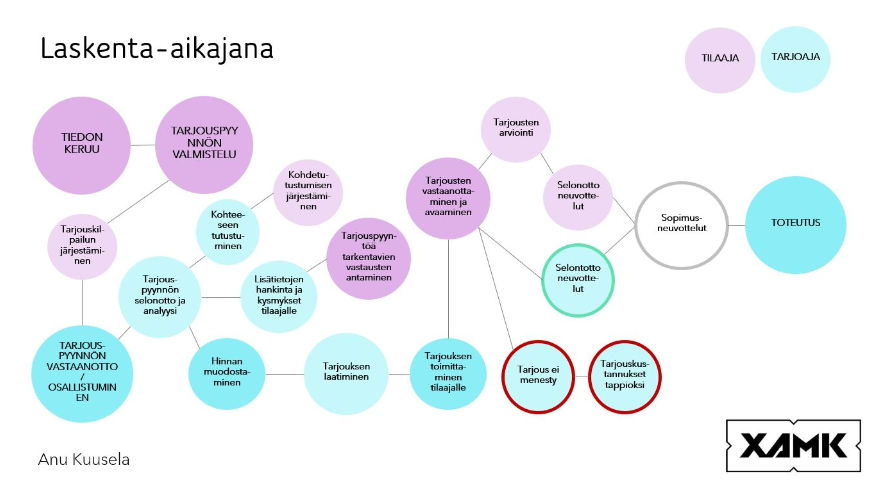 Laskenta-aikajana
TILAAJA
TARJOAJA
TIEDON
KERUU
TARJOUSPYY
NNÖN
VALMISTELU
Tarjouskil-
pailun
järjestämi-
nen
TARJOUS-
PYYNNÖN
VASTAANOTTO
/
OSALLISTUMIN
EN
Tarjous-
pyynnön
selonotto ja
analyysi
Kohtee-
seen
tutustu-
minen
Kohdetu-
tustumisen
järjestämi-
nen
Lisätietojen
hankinta ja
kysmykset
tilaajalle
Tarjouspyyn-
töä
tarkentavien
vastausten
antaminen
Hinnan
muodosta-
minen
Tarjouksen
laatiminen
Tarjouksen
toimitta-
minen
tilaajalle
Tarjousten
vastaanotta-
minen ja
avaaminen
Tarjousten
arviointi
Selonotto
neuvotte-
lut
Selontotto
neuvotte-
lut
Tarjous ei
menesty
Tarjouskus-
tannukset
tappioksi
Sopimus-
neuvottelut
TOTEUTUS
Anu Kuusela
XAMK